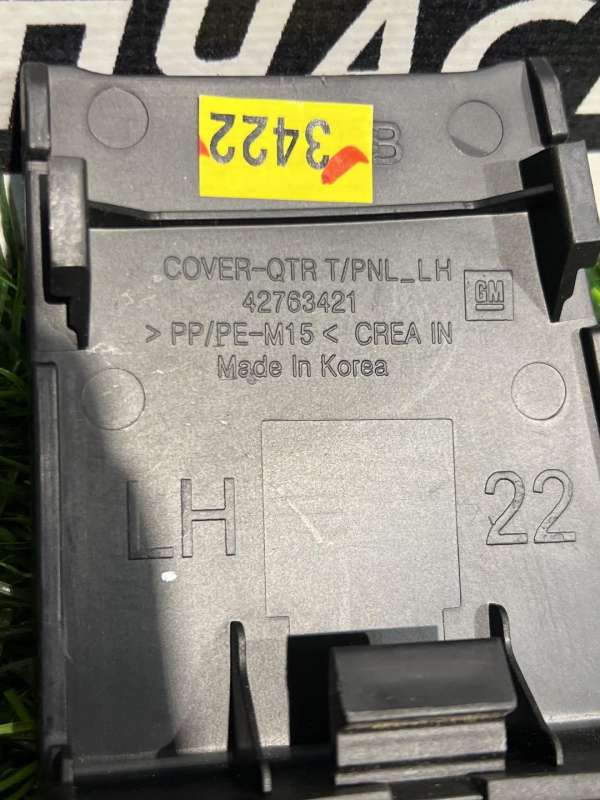 3422
B
COVER-QTR T/PNL_LH
42763421
> PP/PE-M15 < CREA IN
Made In Korea
GM
LH
22